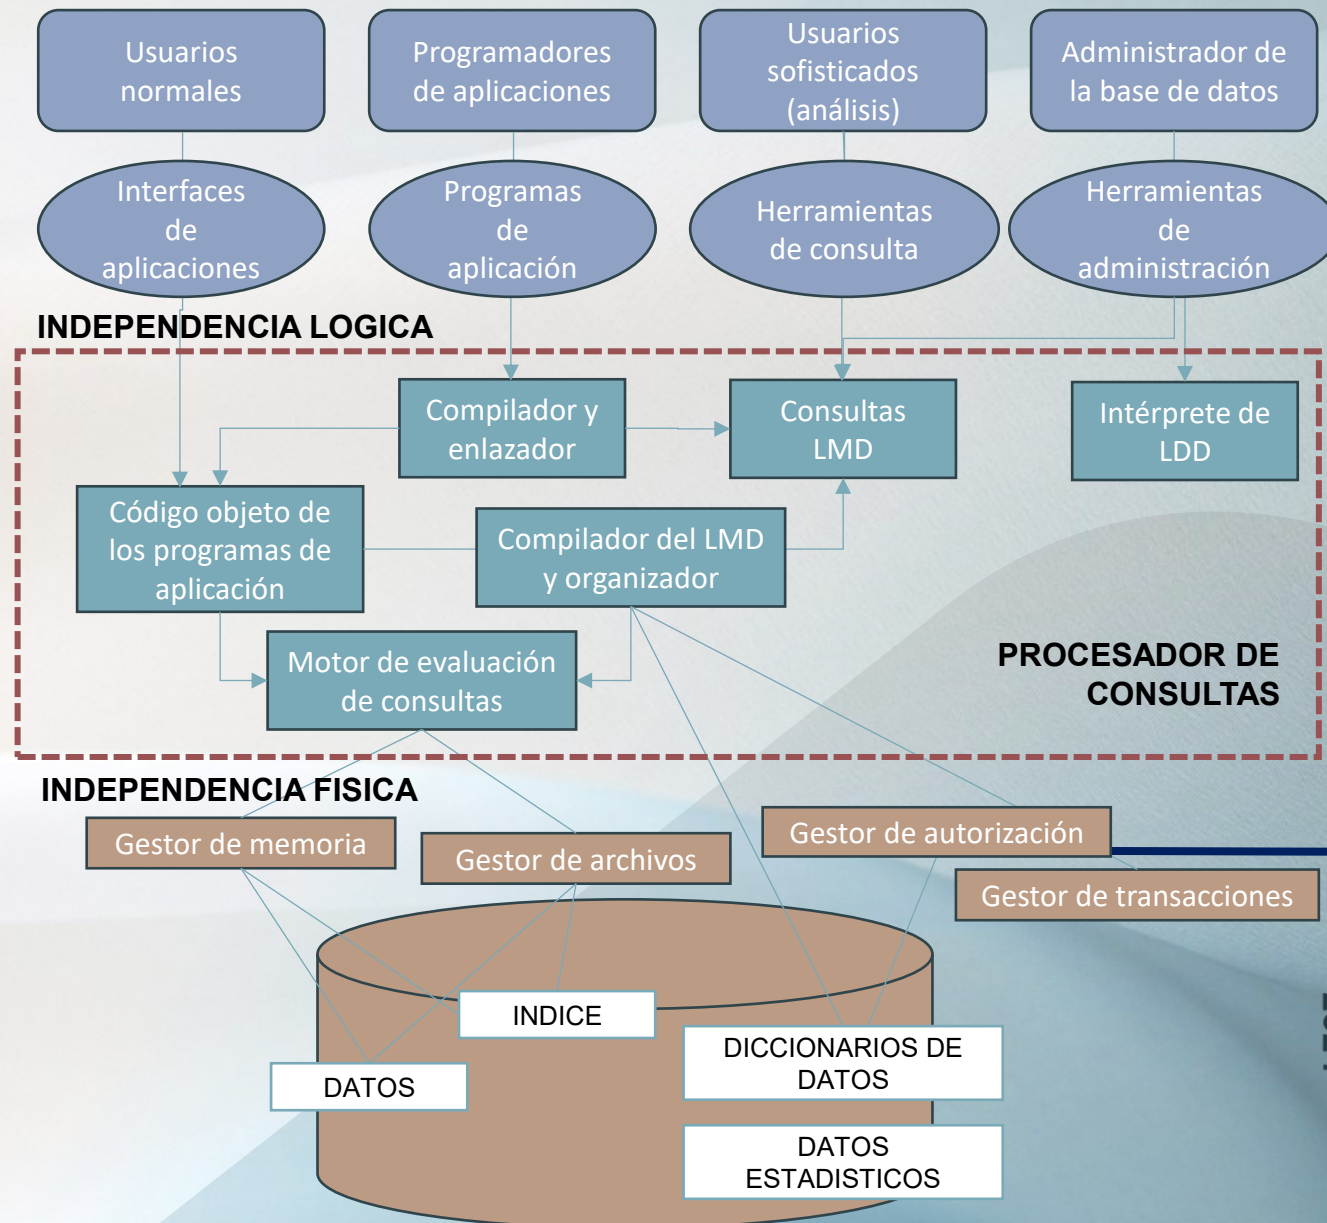 Usuarios
normales
Programadores
de aplicaciones
Usuarios
sofisticados
(análisis)
Administrador de
la base de datos
Interfaces
de
aplicaciones
Programas
de
aplicación
Herramientas
de consulta
Herramientas
de
administración
INDEPENDENCIA LOGICA
Compilador y
enlazador
Consultas
LMD
Intérprete de
LDD
Código objeto de
los programas de
aplicación
Compilador del LMD
y organizador
Motor de evaluación
de consultas
PROCESADOR DE
CONSULTAS
INDEPENDENCIA FISICA
Gestor de memoria
Gestor de archivos
Gestor de autorización
Gestor de transacciones
INDICE
DATOS
DICCIONARIOS DE
DATOS
DATOS
ESTADISTICOS